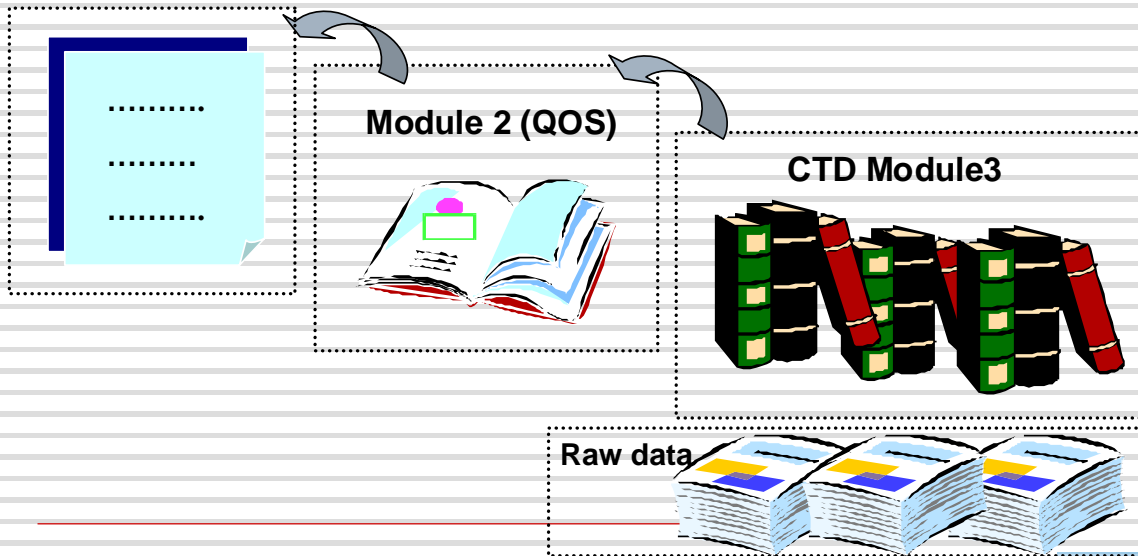 ……….
………
……….
Module 2 (QOS)
CTD Module3
Raw data